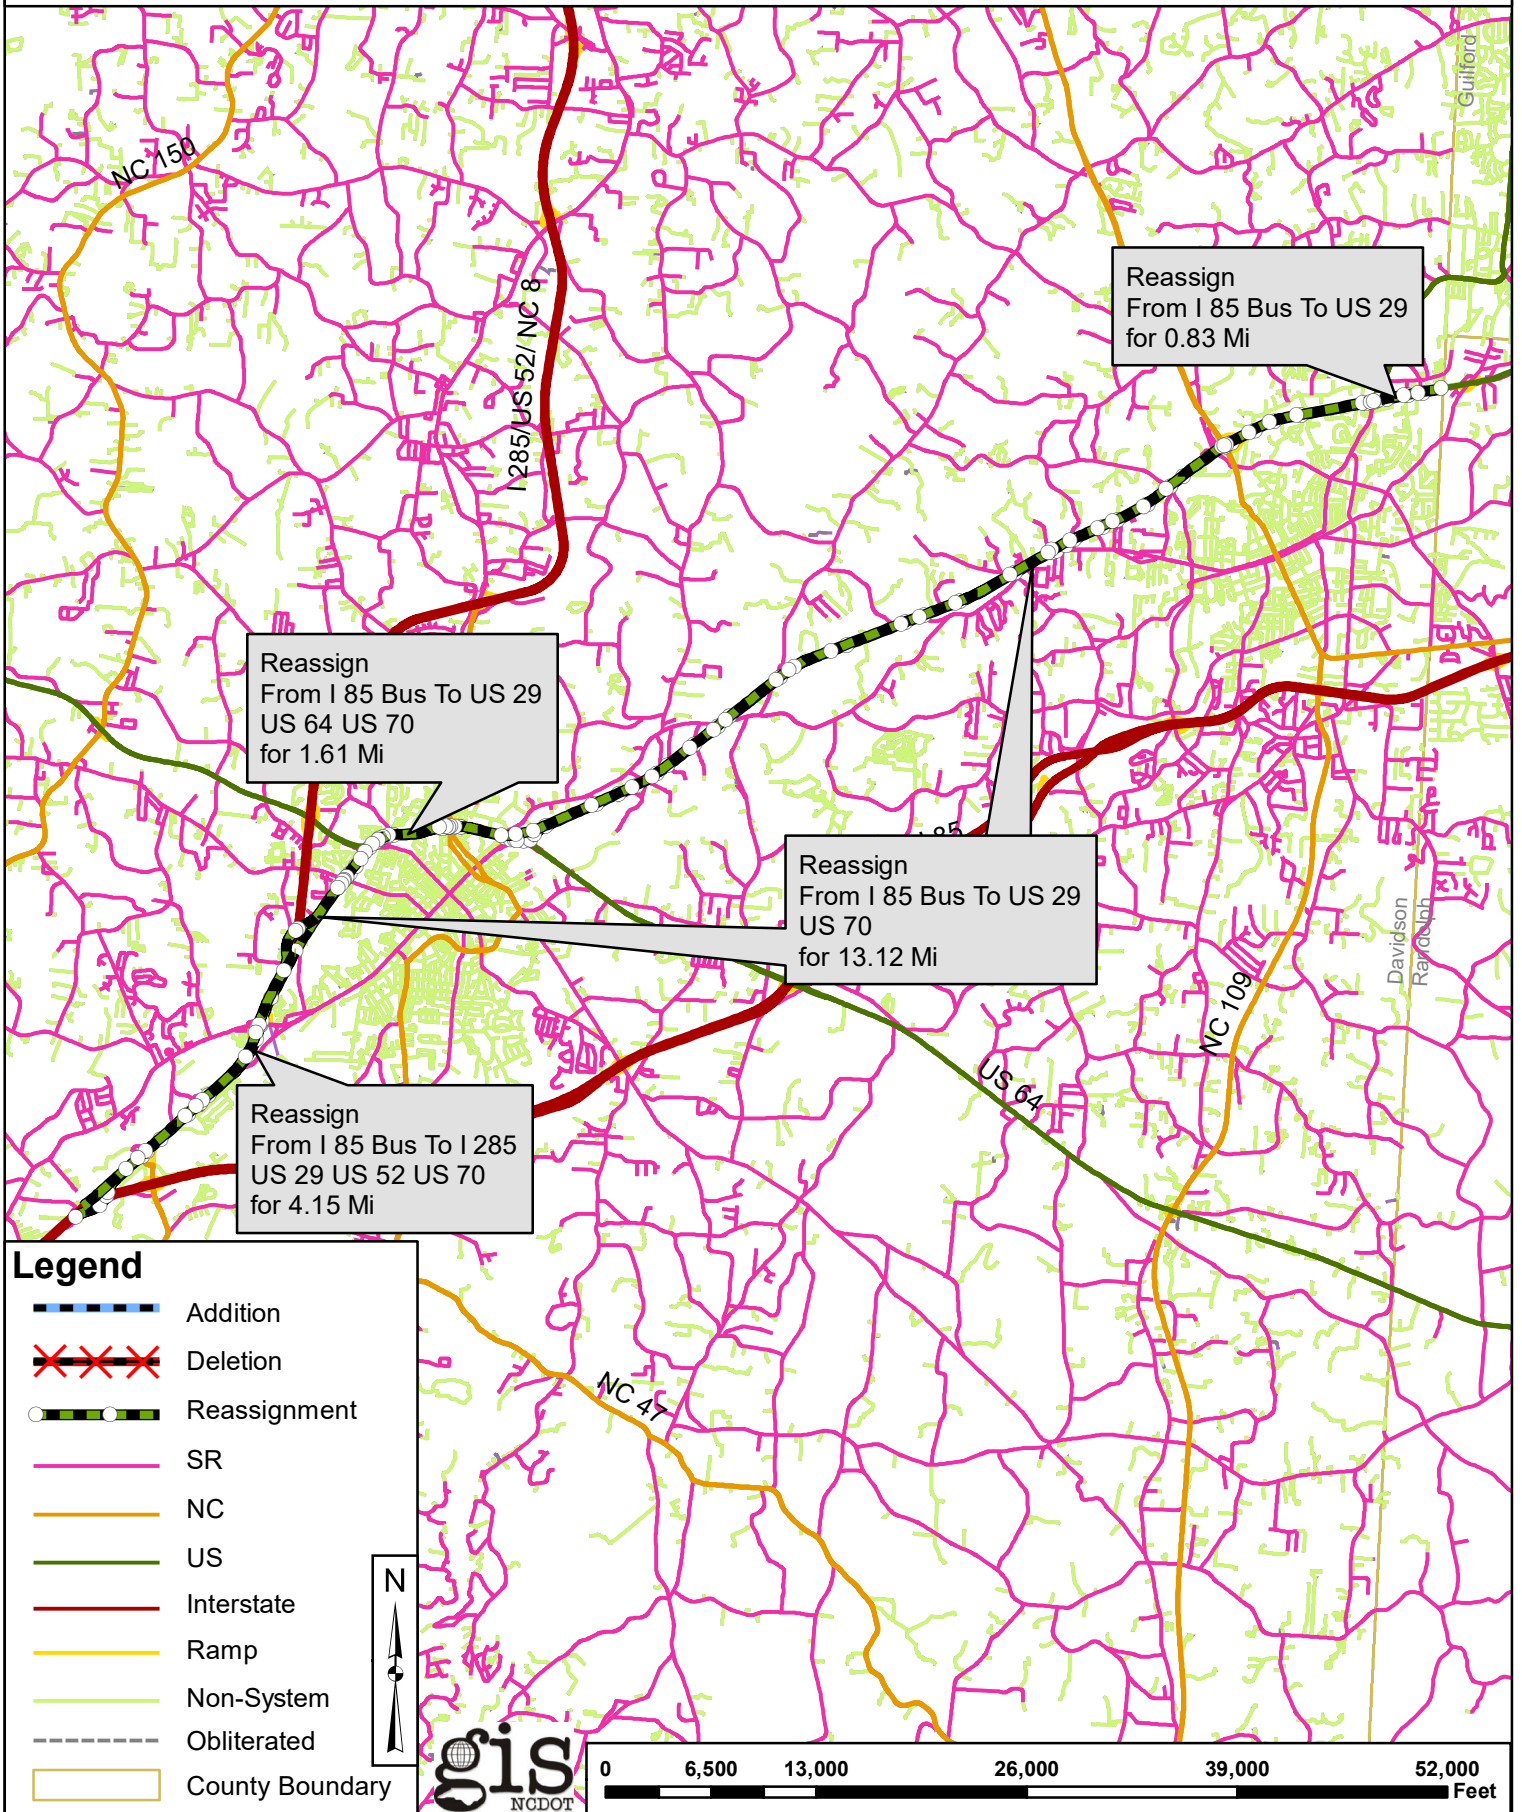 Guilford
NC 150
I 285/US 52/ NC 8
Reassign
From I 85 Bus To US 29
for 0.83 Mi
Reassign
From I 85 Bus To US 29
US 64 US 70
for 1.61 Mi
85
Reassign
From I 85 Bus To US 29
US 70
for 13.12 Mi
Davidson
Randolph
NC 109
US 64
Reassign
From I 85 Bus To I 285
US 29 US 52 US 70
for 4.15 Mi
NC 47
Legend
Addition
Deletion
Reassignment
SR
NC
US
Interstate
Ramp
Non-System
Obliterated
County Boundary
N
gis
NCDOT
0 6,500 13,000 26,000 39,000 52,000
Feet